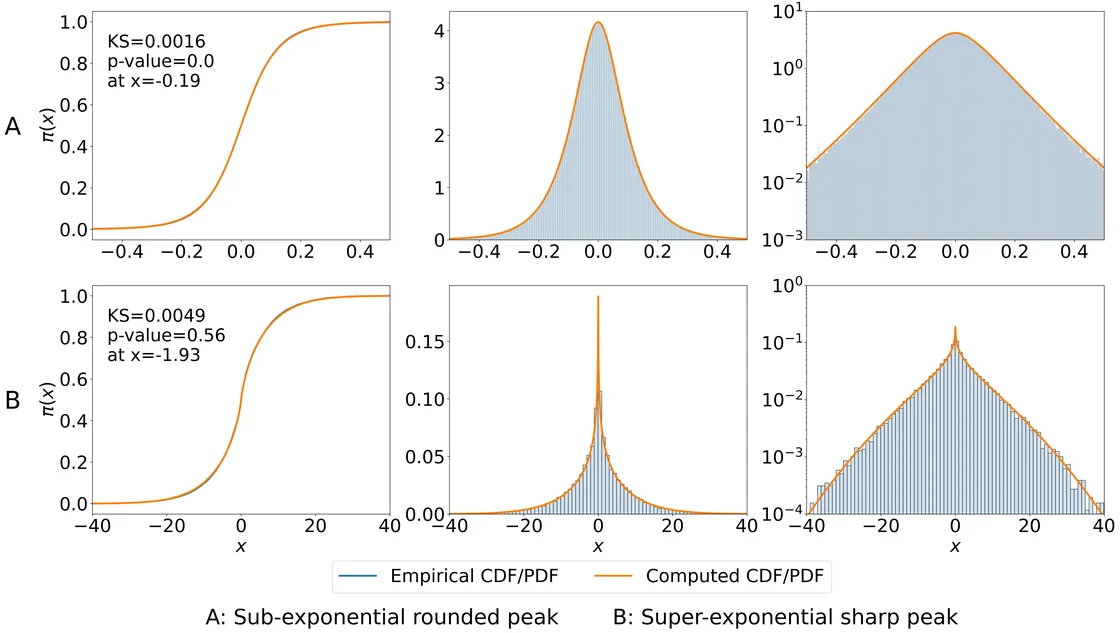 A
π(x)
1.0
0.8
0.6
0.4
0.2
0.0
KS=0.0016
p-value=0.0
at x=-0.19
−0.4 −0.2 0.0 0.2 0.4
4
3
2
1
0
−0.4 −0.2 0.0 0.2 0.4
10¹
10⁰
10⁻¹
10⁻²
10⁻³
−0.4 −0.2 0.0 0.2 0.4
B
π(x)
1.0
0.8
0.6
0.4
0.2
0.0
KS=0.0049
p-value=0.56
at x=-1.93
−40 −20 0 20 40
x
0.15
0.10
0.05
0.00
−40 −20 0 20 40
x
10⁰
10⁻¹
10⁻²
10⁻³
10⁻⁴
−40 −20 0 20 40
x
Empirical CDF/PDF Computed CDF/PDF
A: Sub-exponential rounded peak B: Super-exponential sharp peak